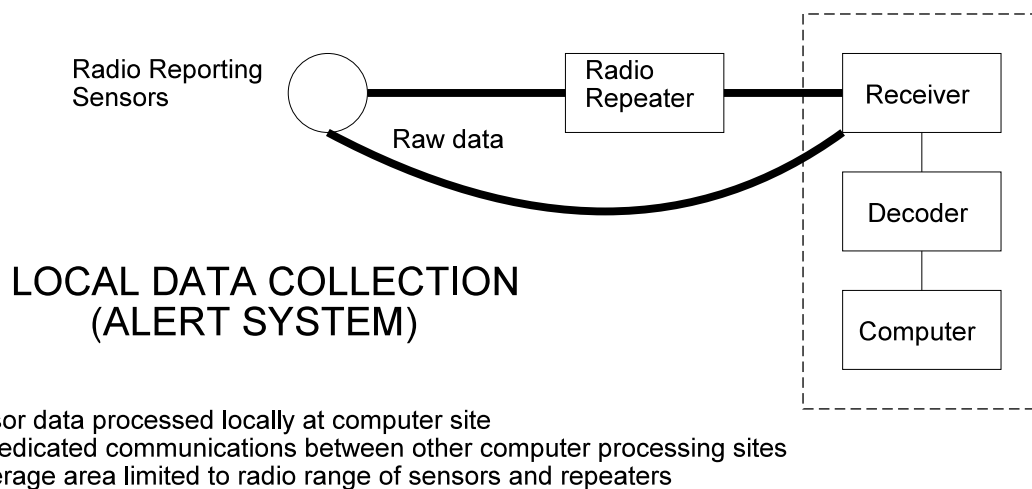 Radio Reporting
Sensors
Radio
Repeater
Receiver
Raw data
Decoder
LOCAL DATA COLLECTION
(ALERT SYSTEM)
Computer
sor data processed locally at computer site
edicated communications between other computer processing sites
erage area limited to radio range of sensors and repeaters